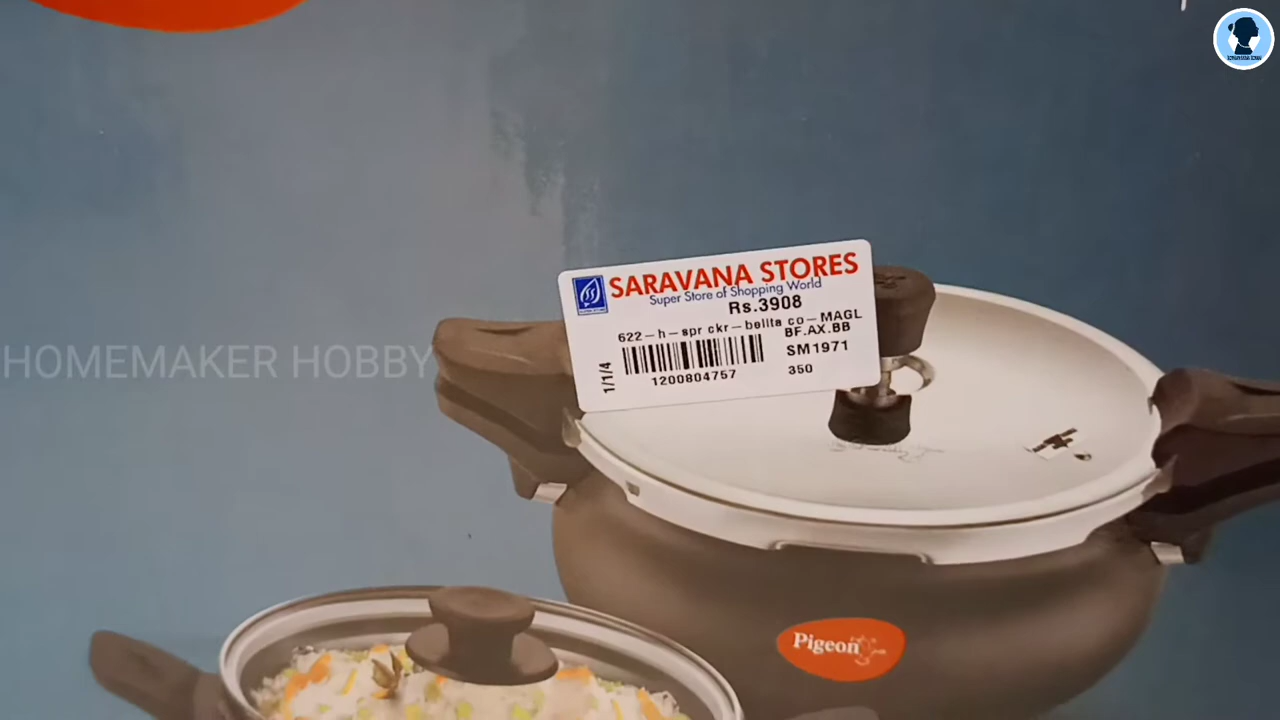 SARAVANA STORES
Super Store of Shopping World
Rs.3908
622-h-spr ckr-bellta co-MAGL
BF.AX.BB
SM1971
1/1/4
1200804757
350
HOMEMAKER HOBBY
Pigeon